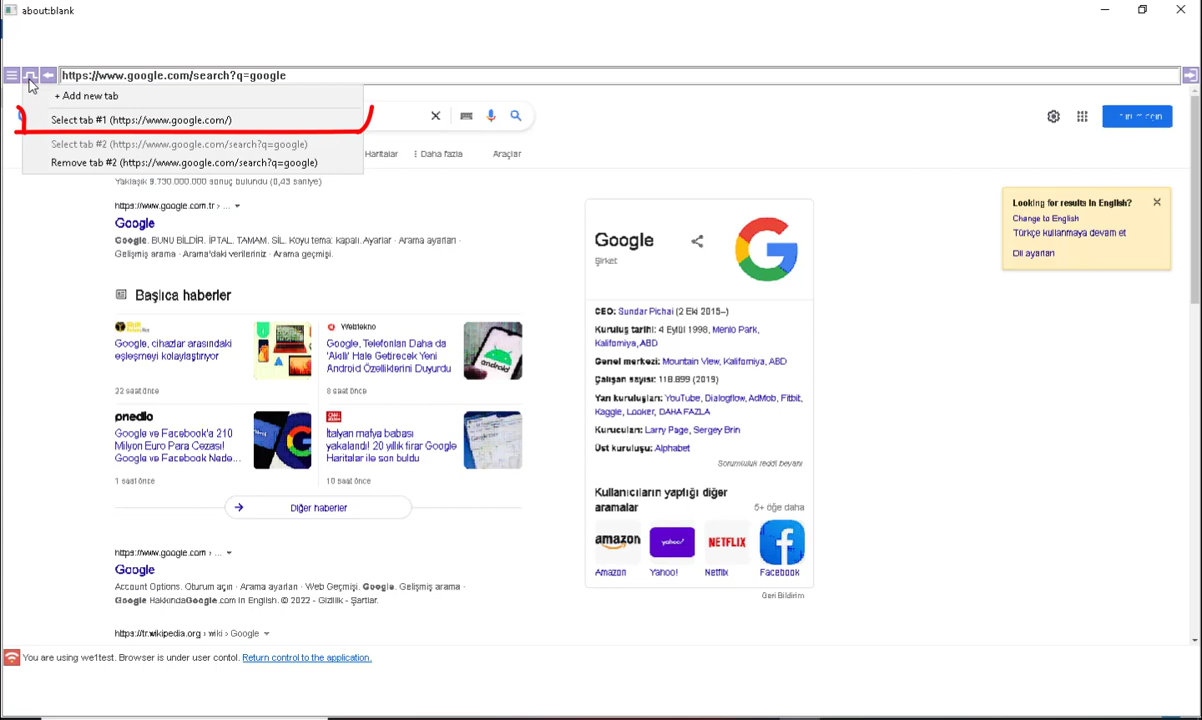 about:blank
https://www.google.com/search?q=google
+ Add new tab
Select tab #1 (https://www.google.com/)
Select tab #2 (https://www.google.com/search?q=google)
Remove tab #2 (https://www.google.com/search?q=google)
Haritalar
Daha fazla
Araçlar
Yaklaşık 9.730.000.000 sonuç bulundu (0,43 saniye)
https://www.google.com.tr › ...
Google
Google. BUNU BİLDİR. İPTAL. TAMAM. SİL. Koyu tema: kapalı. Ayarlar · Arama ayarları ·
Gelişmiş arama · Arama'daki verileriniz · Arama geçmişi.
Başlıca haberler
Google, cihazlar arasındaki
eşleşmeyi kolaylaştırıyor
22 saat önce
Webtekno
Google, Telefonları Daha da
'Akıllı' Hale Getirecek Yeni
Android Özelliklerini Duyurdu
android
8 saat önce
onedio
Google ve Facebook'a 210
Milyon Euro Para Cezası!
Google ve Facebook Nede...
1 saat önce
İtalyan mafya babası
yakalandı! 20 yıllık firar Google
Haritalar ile son buldu
10 saat önce
Diğer haberler
https://www.google.com › ...
Google
Account Options. Oturum açın · Arama ayarları · Web Geçmişi. Google. Gelişmiş arama ·
Google HakkındaGoogle.com in English. © 2022 - Gizlilik - Şartlar.
https://tr.wikipedia.org › wiki › Google
Google
Şirket
CEO: Sundar Pichai (2 Eki 2015–)
Kuruluş tarihi: 4 Eylül 1998, Menlo Park,
Kaliforniya, ABD
Genel merkezi: Mountain View, Kaliforniya, ABD
Çalışan sayısı: 118.899 (2019)
Yan kuruluşları: YouTube, Dialogflow, AdMob, Fitbit,
Kaggle, Looker, DAHA FAZLA
Kurucuları: Larry Page, Sergey Brin
Üst kuruluşu: Alphabet
Sorumluluk reddi beyanı
Kullanıcıların yaptığı diğer
aramalar
5+ öğe daha
amazon
yahoo!
NETFLIX
Amazon
Yahoo!
Netflix
Facebook
Geri Bildirim
Looking for results in English?
Change to English
Türkçe kullanmaya devam et
Dil ayarları
You are using we1test. Browser is under user contol. Return control to the application.